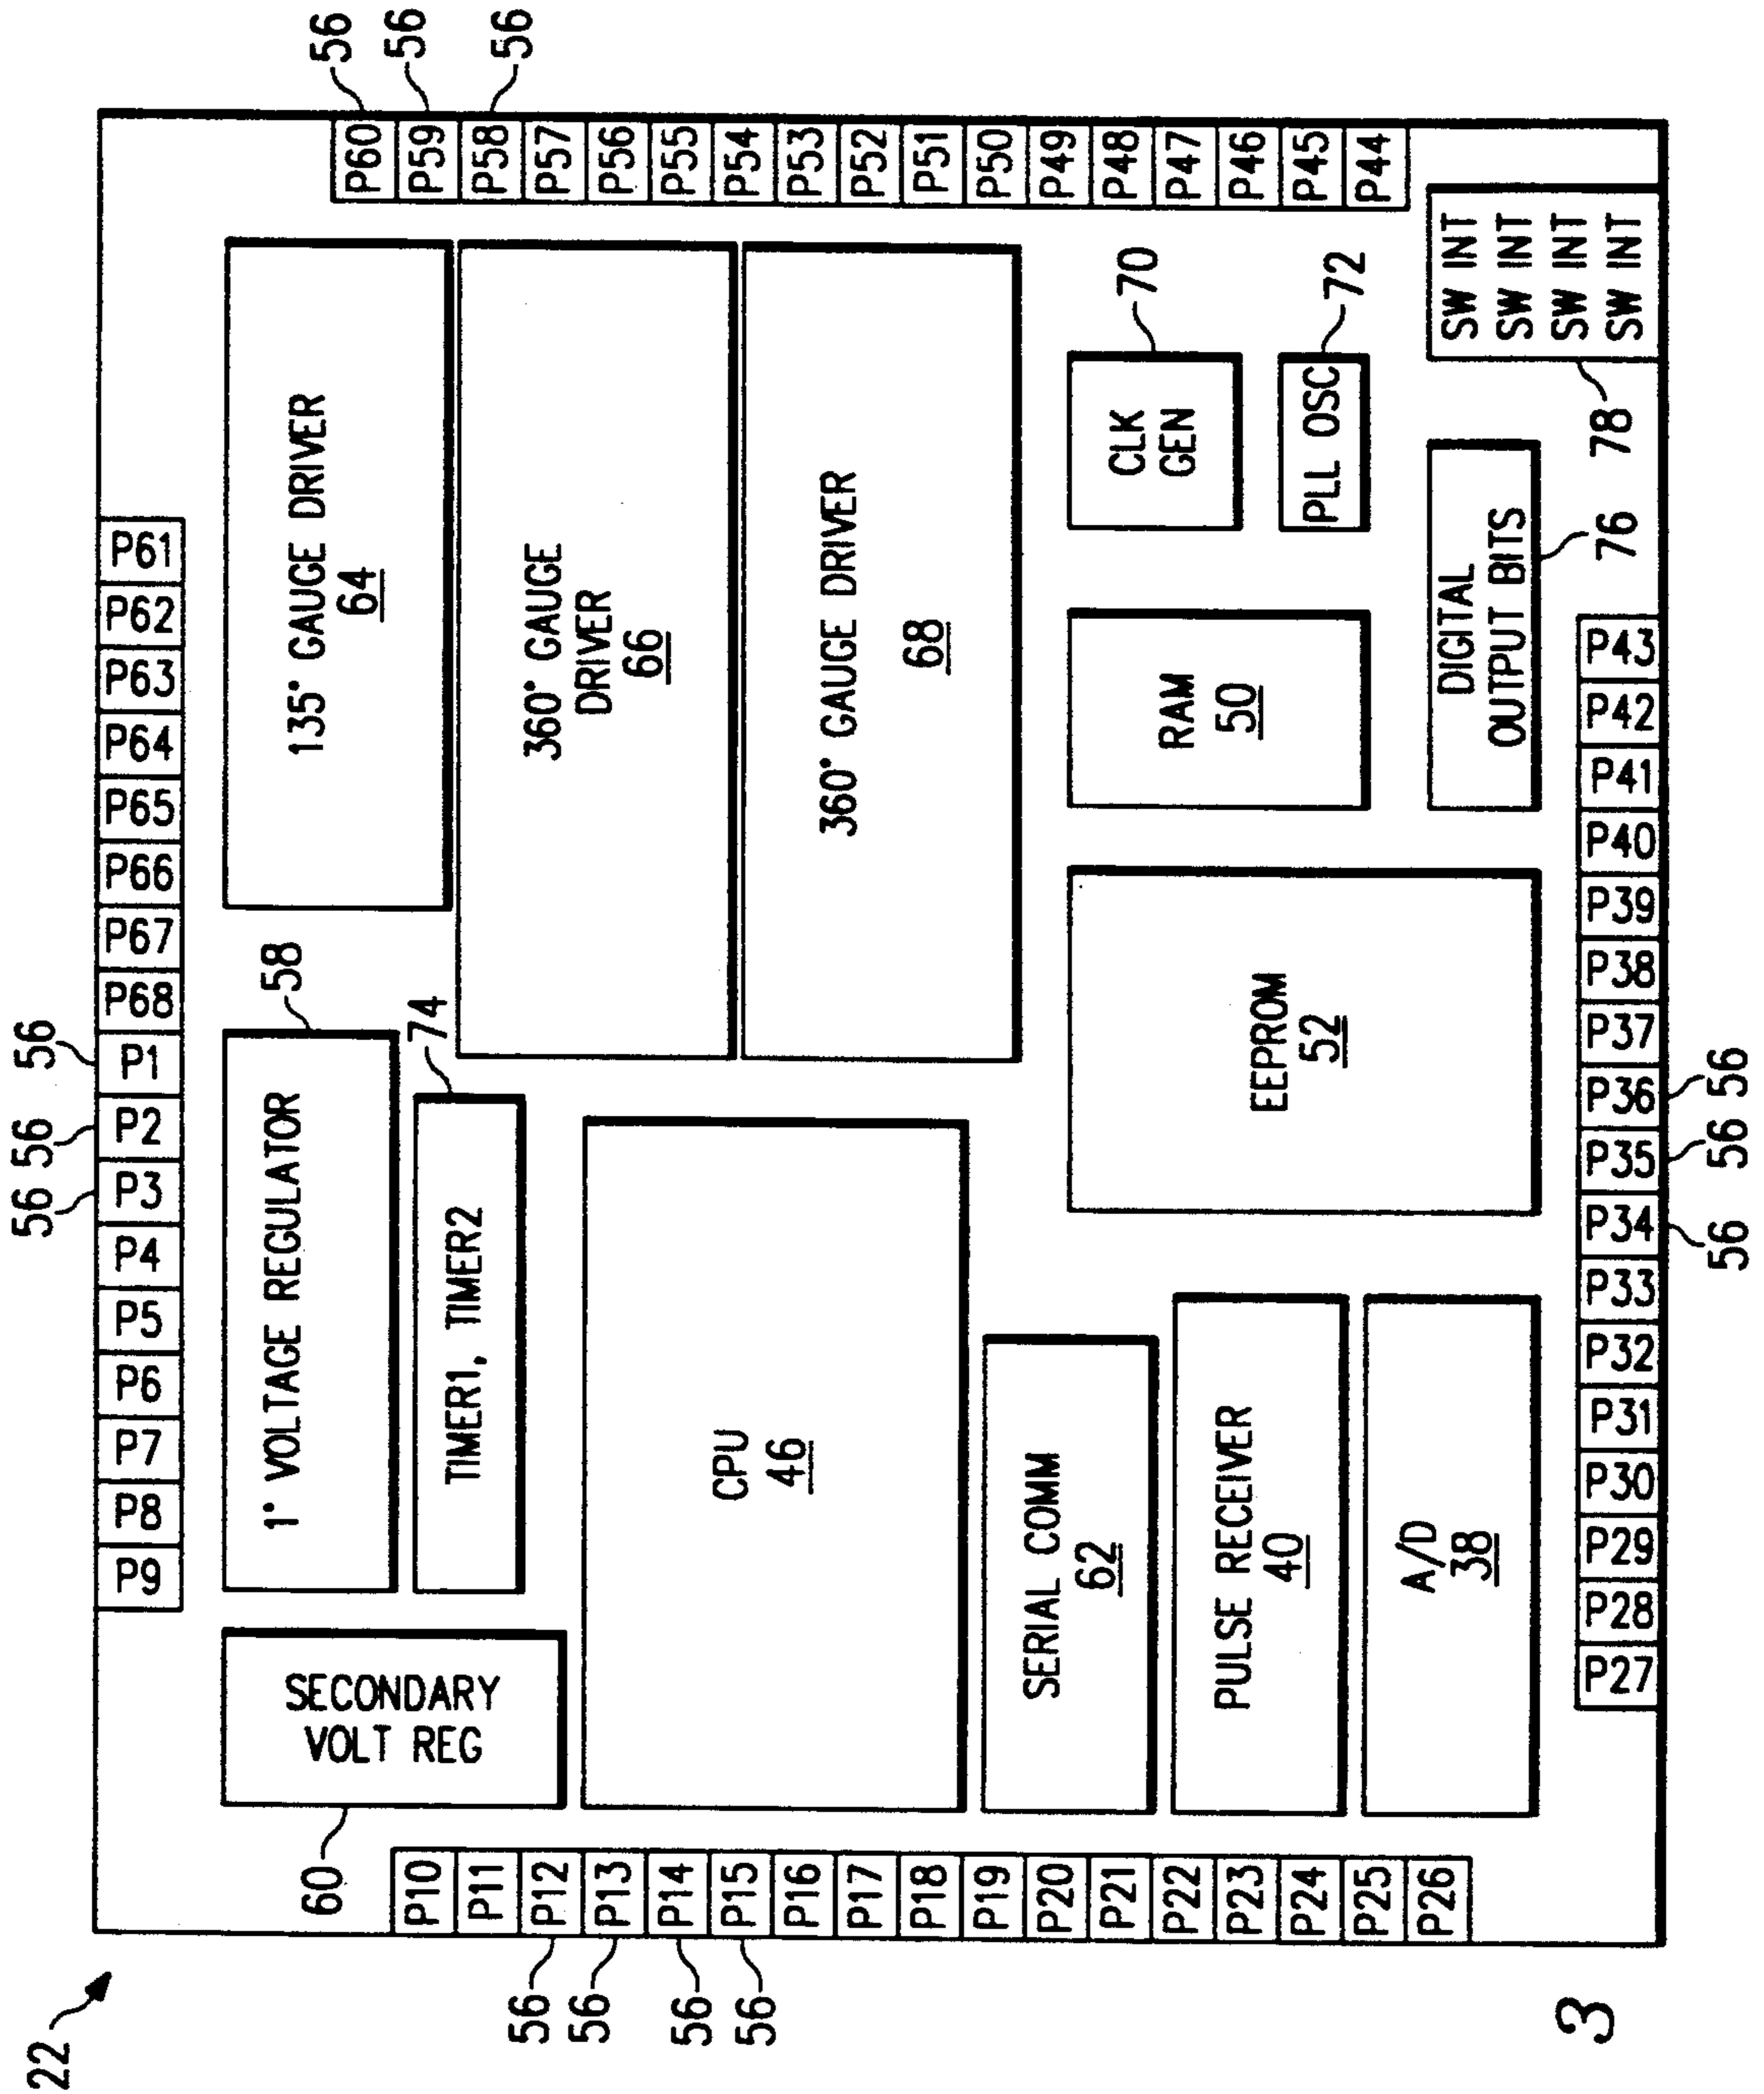 22
56
56
56
P9
P8
P7
P6
P5
P4
P3
P2
P1
P68
P67
P66
P65
P64
P63
P62
P61
60
SECONDARY
VOLT REG
1° VOLTAGE REGULATOR
58
TIMER1, TIMER2
74
135° GAUGE DRIVER
64
360° GAUGE
DRIVER
66
360° GAUGE DRIVER
68
56
56
56
P60
P59
P58
P57
P56
P55
P54
P53
P52
P51
P50
P49
P48
P47
P46
P45
P44
56
56
56
56
P10
P11
P12
P13
P14
P15
P16
P17
P18
P19
P20
P21
P22
P23
P24
P25
P26
CPU
46
SERIAL COMM
62
PULSE RECEIVER
40
A/D
38
EEPROM
52
RAM
50
CLK
GEN
70
PLL OSC
72
DIGITAL
OUTPUT BITS
76
SW INT
SW INT
SW INT
SW INT
78
P27
P28
P29
P30
P31
P32
P33
P34
P35
P36
P37
P38
P39
P40
P41
P42
P43
56
56
56
3